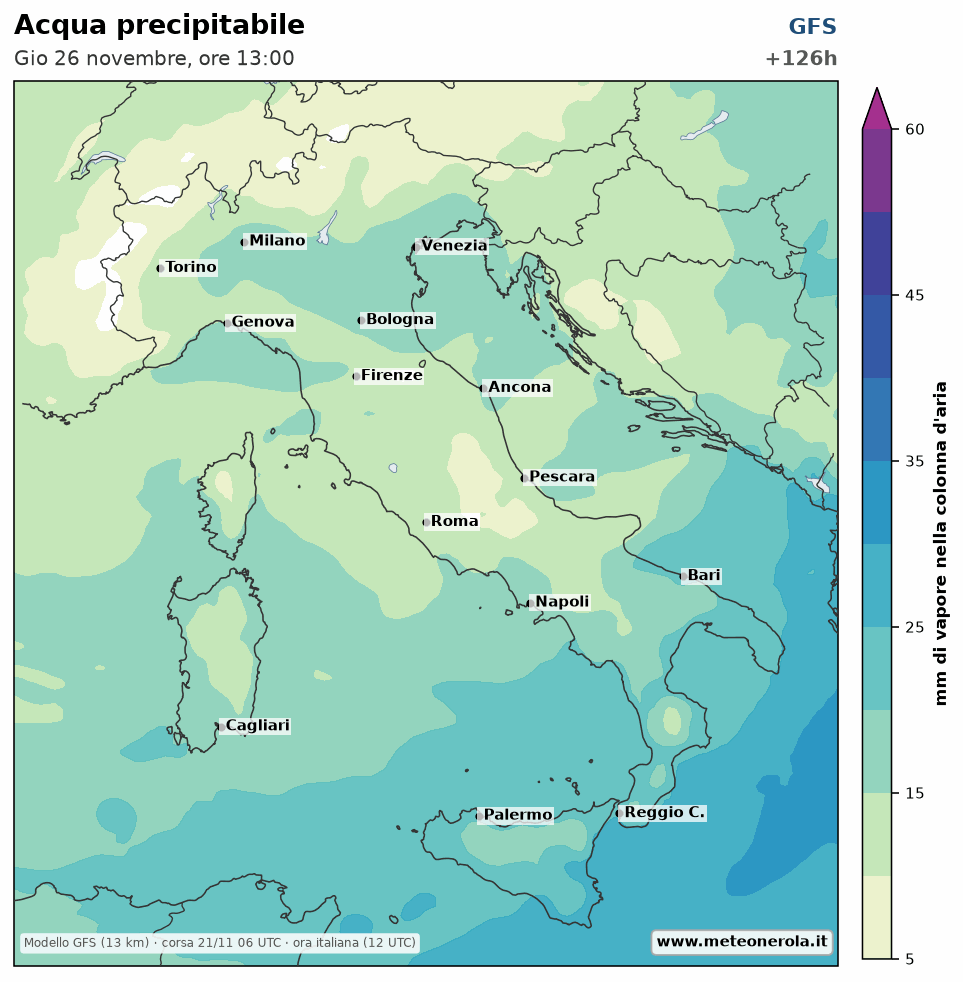 Acqua precipitabile
GFS
Gio 26 novembre, ore 13:00
+126h
Milano
Venezia
Torino
Genova
Bologna
Firenze
Ancona
Pescara
Roma
Bari
Napoli
Cagliari
Palermo
Reggio C.
60
45
35
25
15
5
mm di vapore nella colonna d'aria
Modello GFS (13 km) · corsa 21/11 06 UTC · ora italiana (12 UTC)
www.meteonerola.it